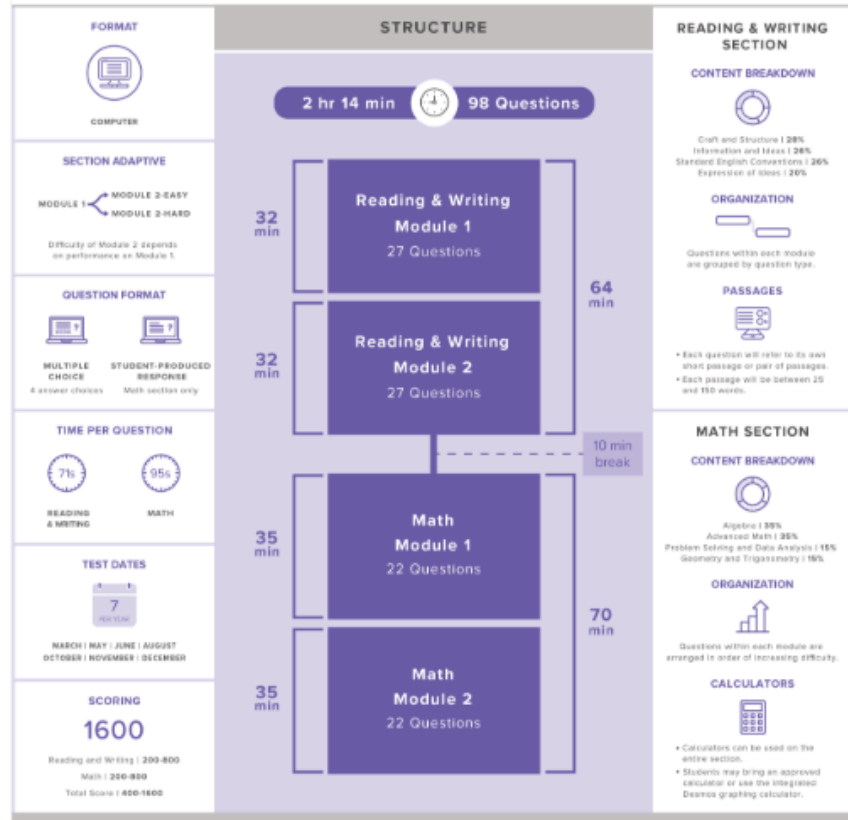 FORMAT
COMPUTER
SECTION ADAPTIVE
MODULE 1
MODULE 2-EASY
MODULE 2-HARD
Difficulty of Module 2 depends
on performance on Module 1.
QUESTION FORMAT
?
?
MULTIPLE
CHOICE
4 answer choices
STUDENT-PRODUCED
RESPONSE
Math section only
TIME PER QUESTION
71s
95s
READING
& WRITING
MATH
TEST DATES
7
PER YEAR
MARCH | MAY | JUNE | AUGUST
OCTOBER | NOVEMBER | DECEMBER
SCORING
1600
Reading and Writing | 200-800
Math | 200-800
Total Score | 400-1600
STRUCTURE
2 hr 14 min
98 Questions
32
min
Reading & Writing
Module 1
27 Questions
64
min
32
min
Reading & Writing
Module 2
27 Questions
10 min
break
35
min
Math
Module 1
22 Questions
70
min
35
min
Math
Module 2
22 Questions
READING & WRITING
SECTION
CONTENT BREAKDOWN
Craft and Structure | 28%
Information and Ideas | 26%
Standard English Conventions | 26%
Expression of Ideas | 20%
ORGANIZATION
Questions within each module
are grouped by question type.
PASSAGES
• Each question will refer to its own
short passage or pair of passages.
• Each passage will be between 25
and 150 words.
MATH SECTION
CONTENT BREAKDOWN
Algebra | 35%
Advanced Math | 35%
Problem Solving and Data Analysis | 15%
Geometry and Trigonometry | 15%
ORGANIZATION
Questions within each module are
arranged in order of increasing difficulty.
CALCULATORS
• Calculators can be used on the
entire section.
• Students may bring an approved
calculator or use the integrated
Desmos graphing calculator.